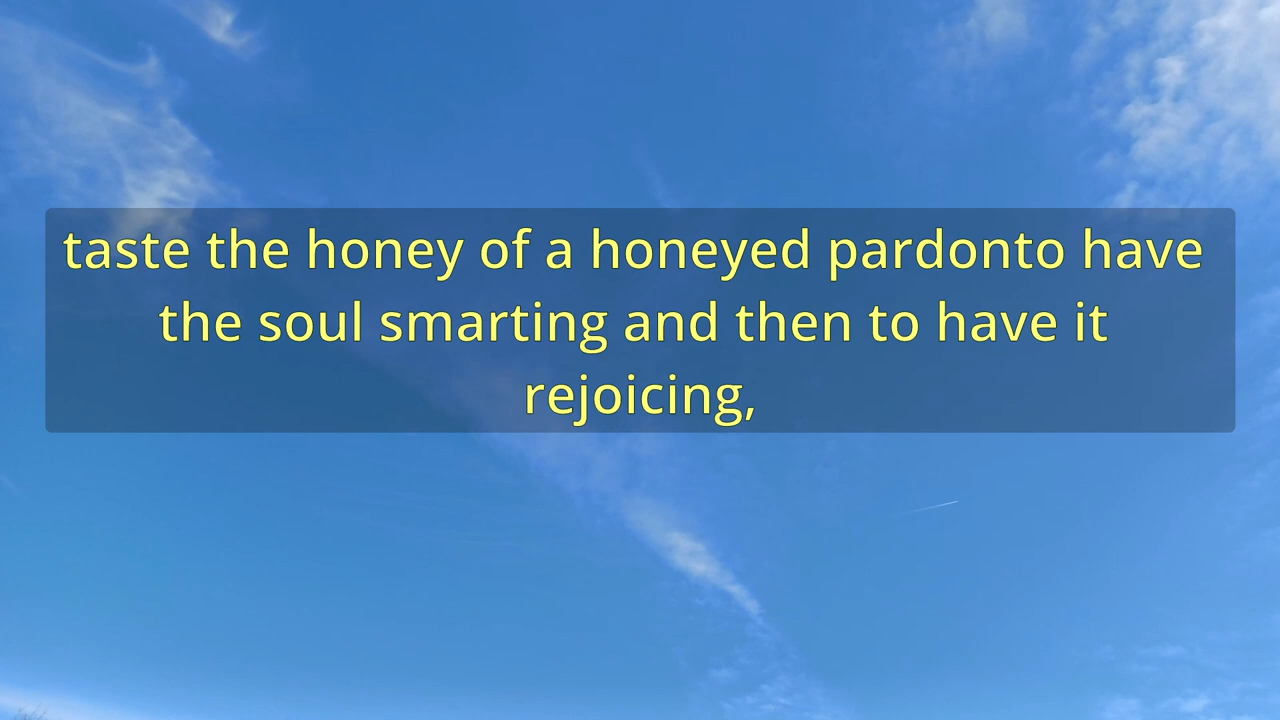 taste the honey of a honeyed pardonto have
the soul smarting and then to have it
rejoicing,